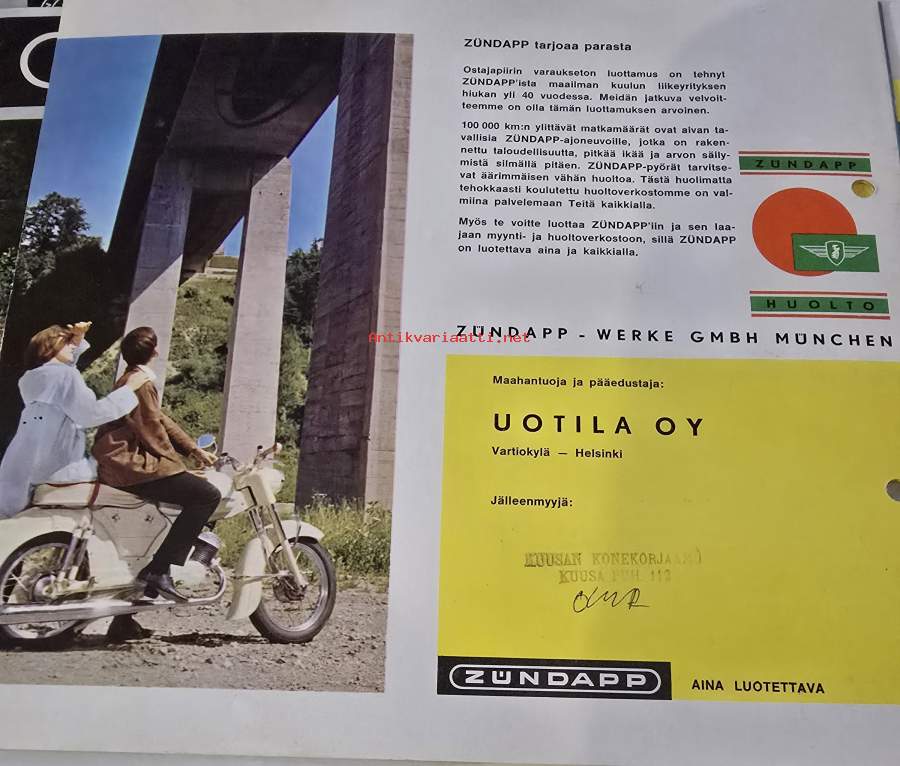 ZÜNDAPP tarjoaa parasta
Ostajapiirin varaukseton luottamus on tehnyt
ZÜNDAPP'ista maailman kuulun liikeyrityksen
hiukan yli 40 vuodessa. Meidän jatkuva velvoit-
teemme on olla tämän luottamuksen arvoinen.
100 000 km:n ylittävät matkamäärät ovat aivan ta-
vallisia ZÜNDAPP-ajoneuvoille, jotka on raken-
nettu taloudellisuutta, pitkää ikää ja arvon säily-
mistä silmällä pitäen. ZÜNDAPP-pyörät tarvitse-
vat äärimmäisen vähän huoltoa. Tästä huolimatta
tehokkaasti koulutettu huoltoverkostomme on val-
miina palvelemaan Teitä kaikkialla.
Myös te voitte luottaa ZÜNDAPP'iin ja sen laa-
jaan myynti- ja huoltoverkostoon, sillä ZÜNDAPP
on luotettava aina ja kaikkialla.
ZÜNDAPP
HUOLTO
Antikvariaatti.net
ZÜNDAPP - WERKE GMBH MÜNCHEN
Maahantuoja ja pääedustaja:
UOTILA OY
Vartiokylä — Helsinki
Jälleenmyyjä:
KUUSAN KONEKORJAAMO
KUUSA PUH 112
ZÜNDAPP
AINA LUOTETTAVA